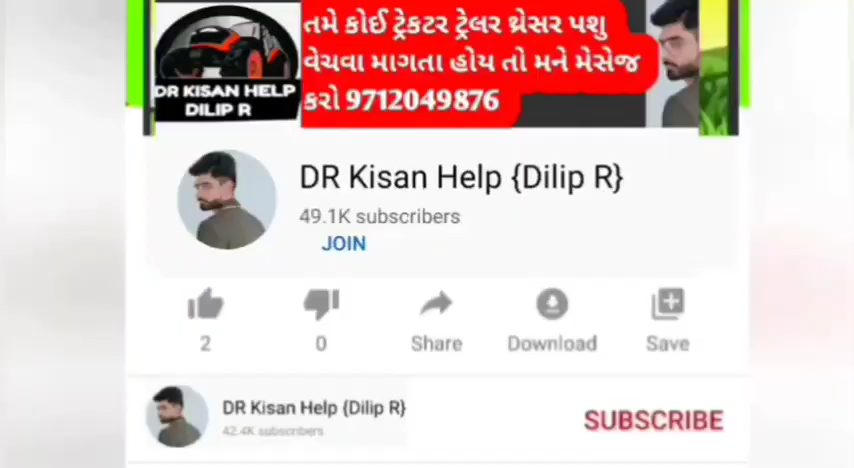 તમે કોઈ ટ્રેકટર ટ્રેલર થ્રેસર પશુ
વેચવા માગતા હોય તો મને મેસેજ
કરો 9712049876
DR KISAN HELP
DILIP R
DR Kisan Help {Dilip R}
49.1K subscribers
JOIN
2
0
Share
Download
Save
DR Kisan Help {Dilip R}
42.4K subscribers
SUBSCRIBE